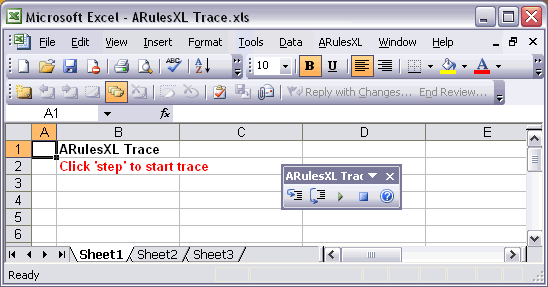 Microsoft Excel - ARulesXL Trace.xls
File Edit View Insert Format Tools Data ARulesXL Window Help
ABC Σ 10 B U A
Reply with Changes... End Review...
A1 fx
A B C D E
1 ARulesXL Trace
2 Click 'step' to start trace
ARulesXL Trac
3
4
5
6
Sheet1 Sheet2 Sheet3
Ready